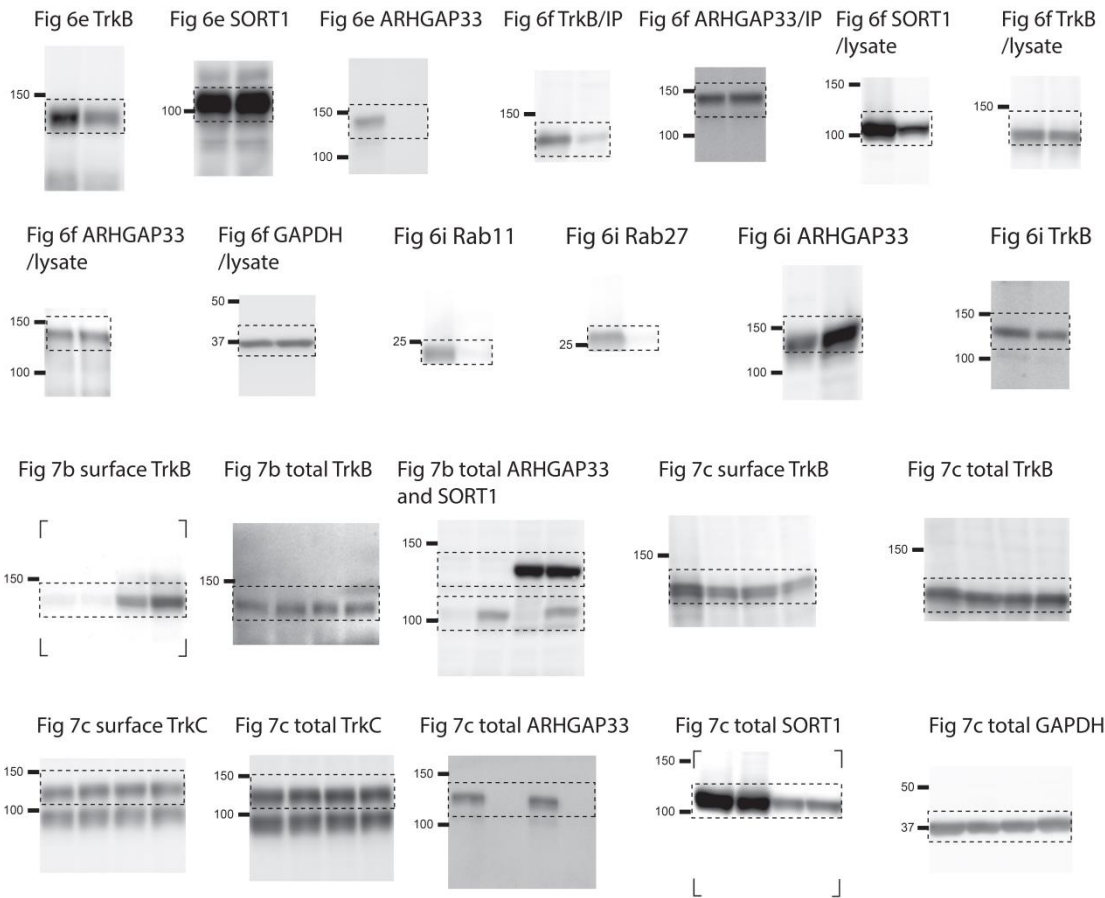 Fig 6e TrkB
150
Fig 6e SORT1
100
Fig 6e ARHGAP33
150
100
Fig 6f TrkB/IP
150
Fig 6f ARHGAP33/IP
150
100
Fig 6f SORT1
/lysate
150
100
Fig 6f TrkB
/lysate
150
100
Fig 6f ARHGAP33
/lysate
150
100
Fig 6f GAPDH
/lysate
50
37
Fig 6i Rab11
25
Fig 6i Rab27
25
Fig 6i ARHGAP33
150
100
Fig 6i TrkB
150
100
Fig 7b surface TrkB
150
Fig 7b total TrkB
150
Fig 7b total ARHGAP33
and SORT1
150
100
Fig 7c surface TrkB
150
Fig 7c total TrkB
150
Fig 7c surface TrkC
150
100
Fig 7c total TrkC
150
100
Fig 7c total ARHGAP33
150
100
Fig 7c total SORT1
150
100
Fig 7c total GAPDH
50
37